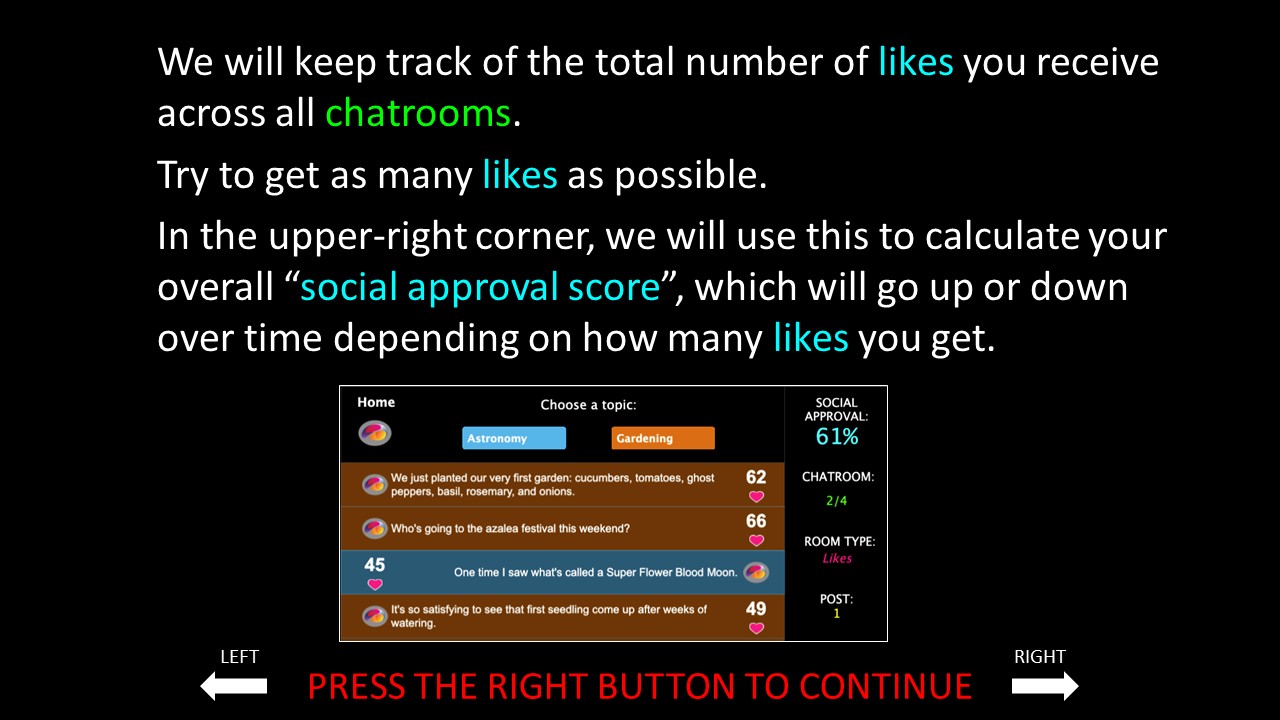 We will keep track of the total number of likes you receive
across all chatrooms.
Try to get as many likes as possible.
In the upper-right corner, we will use this to calculate your
overall “social approval score”, which will go up or down
over time depending on how many likes you get.
Home
Choose a topic:
Astronomy
Gardening
We just planted our very first garden: cucumbers, tomatoes, ghost
peppers, basil, rosemary, and onions.
62
Who's going to the azalea festival this weekend?
66
45
One time I saw what's called a Super Flower Blood Moon.
It's so satisfying to see that first seedling come up after weeks of
watering.
49
SOCIAL
APPROVAL:
61%
CHATROOM:
2/4
ROOM TYPE:
Likes
POST:
1
LEFT
PRESS THE RIGHT BUTTON TO CONTINUE
RIGHT